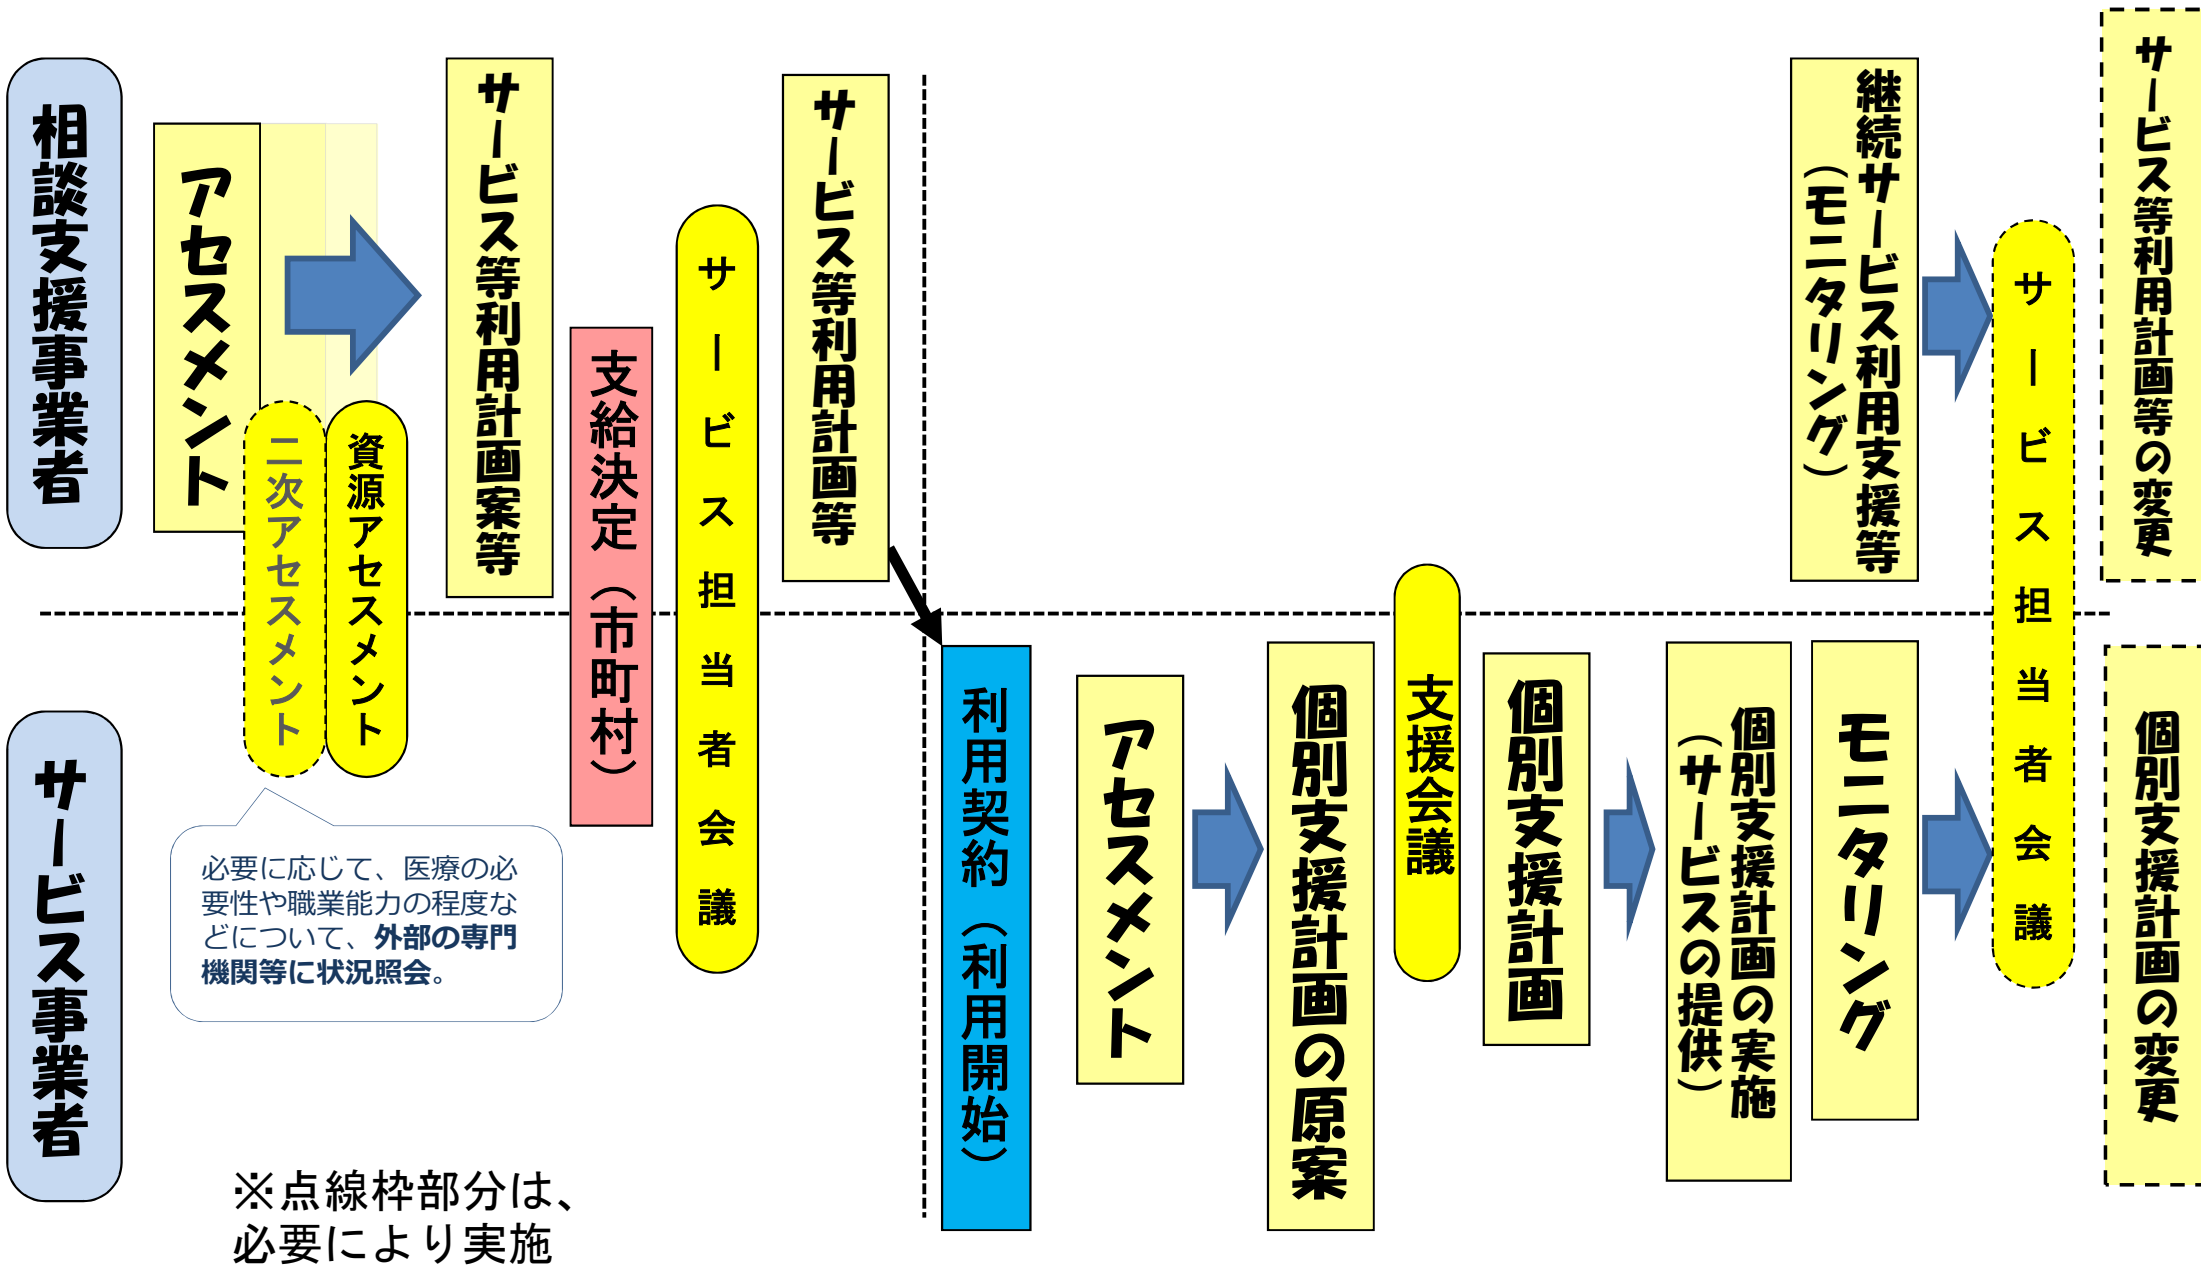 相談支援事業者
アセスメント
二次アセスメント
資源アセスメント
サービス等利用計画案等
支給決定（市町村）
サービス担当者会議
サービス等利用計画等
継続サービス利用支援等
（モニタリング）
サービス担当者会議
サービス等利用計画等の変更
サービス事業者
必要に応じて、医療の必
要性や職業能力の程度な
どについて、外部の専門
機関等に状況照会。
利用契約（利用開始）
アセスメント
個別支援計画の原案
支援会議
個別支援計画
個別支援計画の実施
（サービスの提供）
モニタリング
個別支援計画の変更
※点線枠部分は、
必要により実施